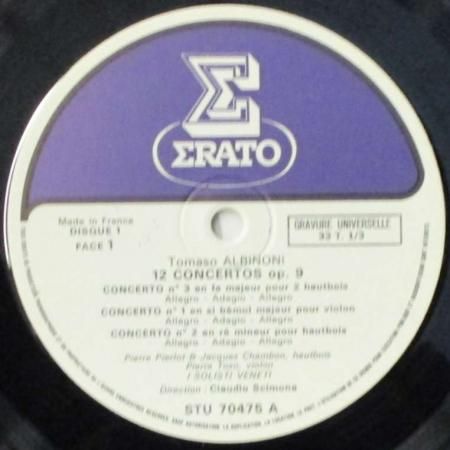 ΣRATO
Made in France
DISQUE 1
FACE 1
GRAVURE UNIVERSELLE
33 T. 1/3
Tomaso ALBINONI
12 CONCERTOS op. 9
CONCERTO n° 3 en fa majeur pour 2 hautbois
Allegro - Adagio - Allegro
CONCERTO n° 1 en si bémol majeur pour violon
Allegro - Adagio - Allegro
CONCERTO n° 2 en ré mineur pour hautbois
Allegro - Adagio - Allegro
Pierre Pierlot & Jacques Chambon, hautbois
Piero Toso, violon
I SOLISTI VENETI
Direction : Claudio Scimone
STU 70475 A